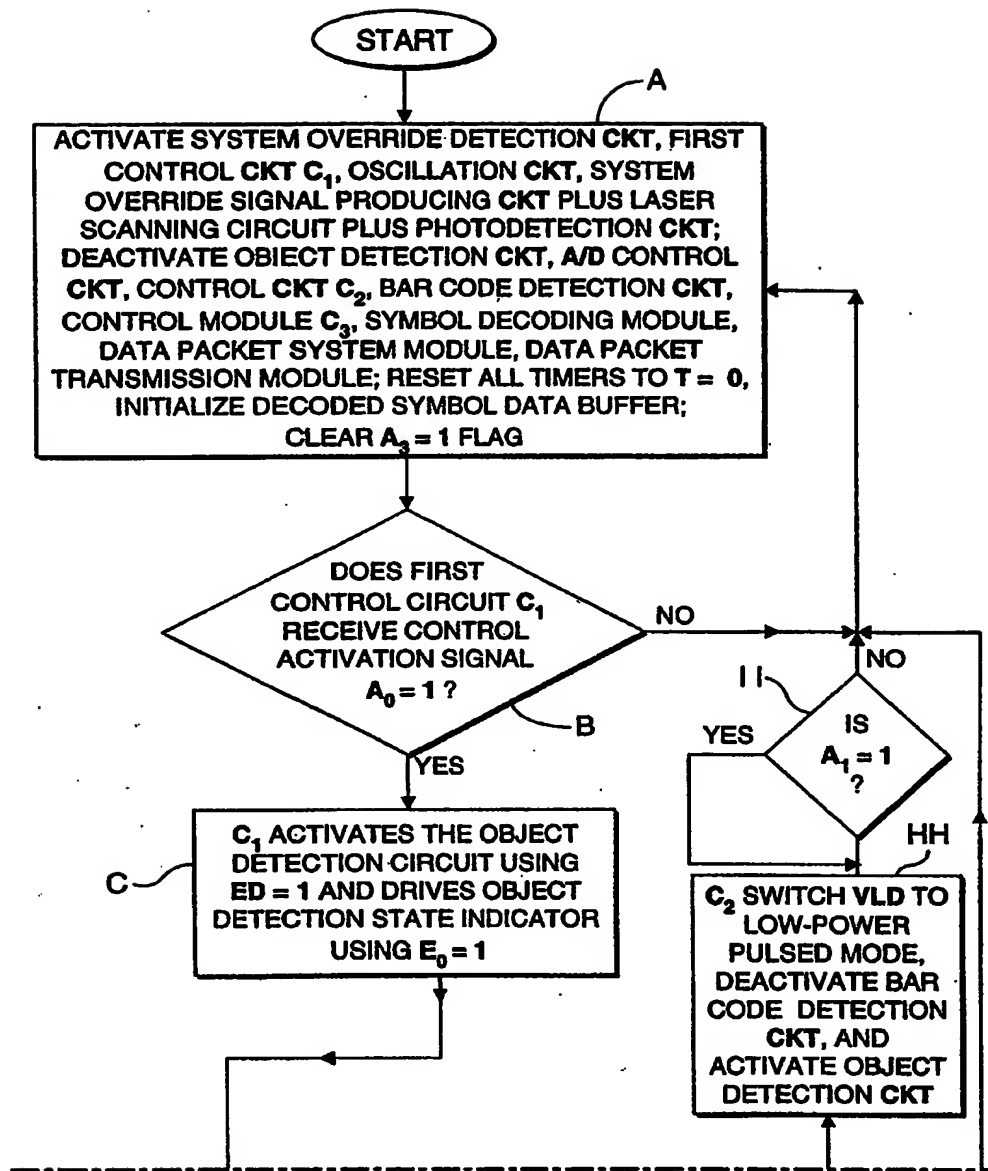 START
A
ACTIVATE SYSTEM OVERRIDE DETECTION CKT, FIRST
CONTROL CKT C₁, OSCILLATION CKT, SYSTEM
OVERRIDE SIGNAL PRODUCING CKT PLUS LASER
SCANNING CIRCUIT PLUS PHOTODETECTION CKT;
DEACTIVATE OBIECT DETECTION CKT, A/D CONTROL
CKT, CONTROL CKT C₂, BAR CODE DETECTION CKT,
CONTROL MODULE C₃, SYMBOL DECODING MODULE,
DATA PACKET SYSTEM MODULE, DATA PACKET
TRANSMISSION MODULE; RESET ALL TIMERS TO T = 0,
INITIALIZE DECODED SYMBOL DATA BUFFER;
CLEAR A₃ = 1 FLAG
DOES FIRST
CONTROL CIRCUIT C₁
RECEIVE CONTROL
ACTIVATION SIGNAL
A₀ = 1 ?
NO
B
YES
C
C₁ ACTIVATES THE OBJECT
DETECTION CIRCUIT USING
ED = 1 AND DRIVES OBJECT
DETECTION STATE INDICATOR
USING E₀ = 1
NO
II
YES
IS
A₁ = 1
?
HH
C₂ SWITCH VLD TO
LOW-POWER
PULSED MODE,
DEACTIVATE BAR
CODE DETECTION
CKT, AND
ACTIVATE OBJECT
DETECTION CKT